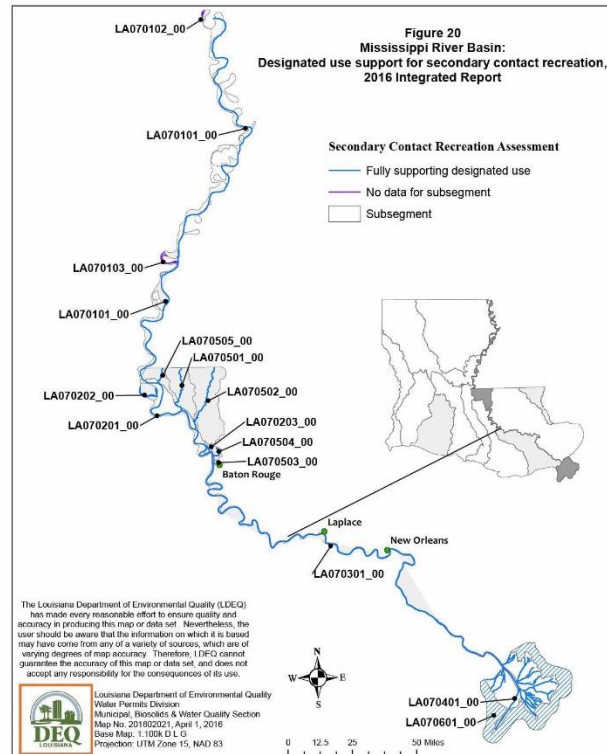 Figure 20
Mississippi River Basin:
Designated use support for secondary contact recreation,
2016 Integrated Report
LA070102_00
LA070101_00
Secondary Contact Recreation Assessment
Fully supporting designated use
No data for subsegment
Subsegment
LA070103_00
LA070101_00
LA070505_00
LA070501_00
LA070202_00
LA070502_00
LA070201_00
LA070203_00
LA070504_00
LA070503_00
Baton Rouge
Laplace
New Orleans
LA070301_00
The Louisiana Department of Environmental Quality (LDEQ)
has made every reasonable effort to ensure quality and
accuracy in producing this map or data set. Nevertheless, the
user should be aware that the information on which it is based
may have come from any of a variety of sources, which are of
varying degrees of map accuracy. Therefore, LDEQ cannot
guarantee the accuracy of this map or data set, and does not
accept any responsibility for the consequences of its use.
N
W E
S
LA070401_00
LA070601_00
DEQ
LOUISIANA
Louisiana Department of Environmental Quality
Water Permits Division
Municipal, Biosolids & Water Quality Section
Map No. 201602021, April 1, 2016
Base Map: 1:100k D L G
Projection: UTM Zone 15, NAD 83
0 12.5 25 50 Miles